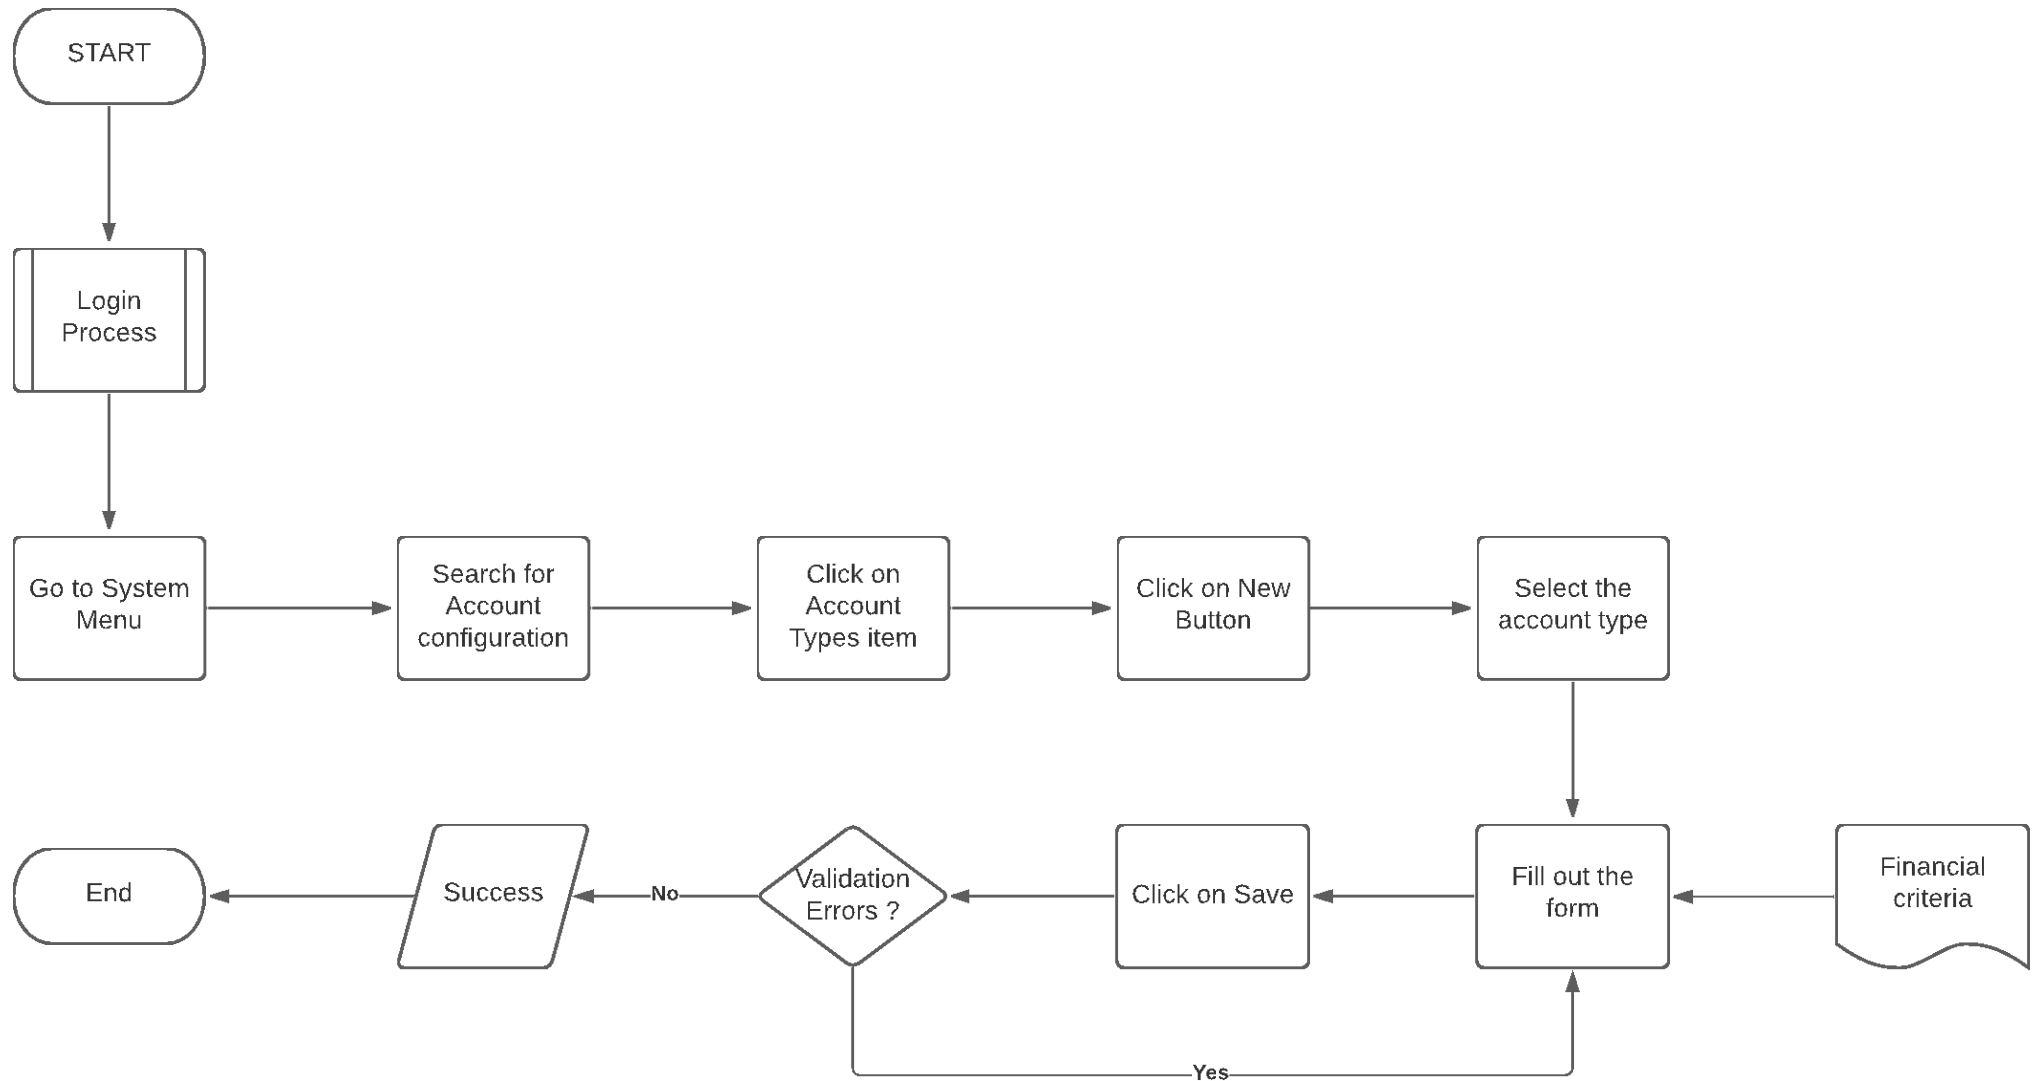 START
Login
Process
Go to System
Menu
Search for
Account
configuration
Click on
Account
Types item
Click on New
Button
Select the
account type
End
Success
No
Validation
Errors ?
Click on Save
Fill out the
form
Financial
criteria
Yes